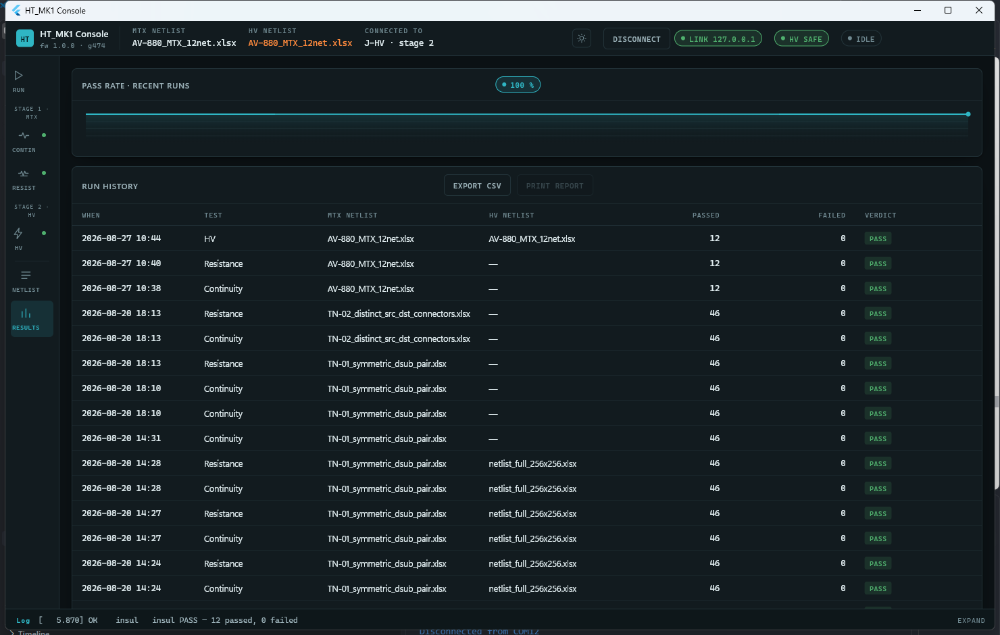 HT_MK1 Console
HT HT_MK1 Console
fw 1.0.0 · g474
MTX NETLIST
AV-880_MTX_12net.xlsx
HV NETLIST
AV-880_MTX_12net.xlsx
CONNECTED TO
J-HV · stage 2
DISCONNECT
LINK 127.0.0.1
HV SAFE
IDLE
RUN
STAGE 1 ·
MTX
CONTIN
RESIST
STAGE 2 ·
HV
HV
NETLIST
RESULTS
PASS RATE · RECENT RUNS
100 %
RUN HISTORY
EXPORT CSV
PRINT REPORT
WHEN TEST MTX NETLIST HV NETLIST PASSED FAILED VERDICT
2026-08-27 10:44 HV AV-880_MTX_12net.xlsx AV-880_MTX_12net.xlsx 12 0 PASS
2026-08-27 10:40 Resistance AV-880_MTX_12net.xlsx — 12 0 PASS
2026-08-27 10:38 Continuity AV-880_MTX_12net.xlsx — 12 0 PASS
2026-08-20 18:13 Resistance TN-02_distinct_src_dst_connectors.xlsx — 46 0 PASS
2026-08-20 18:13 Continuity TN-02_distinct_src_dst_connectors.xlsx — 46 0 PASS
2026-08-20 18:13 Resistance TN-01_symmetric_dsub_pair.xlsx — 46 0 PASS
2026-08-20 18:10 Continuity TN-01_symmetric_dsub_pair.xlsx — 46 0 PASS
2026-08-20 18:10 Continuity TN-01_symmetric_dsub_pair.xlsx — 46 0 PASS
2026-08-20 14:31 Continuity TN-01_symmetric_dsub_pair.xlsx — 46 0 PASS
2026-08-20 14:28 Resistance TN-01_symmetric_dsub_pair.xlsx netlist_full_256x256.xlsx 46 0 PASS
2026-08-20 14:28 Continuity TN-01_symmetric_dsub_pair.xlsx netlist_full_256x256.xlsx 46 0 PASS
2026-08-20 14:27 Resistance TN-01_symmetric_dsub_pair.xlsx netlist_full_256x256.xlsx 46 0 PASS
2026-08-20 14:27 Continuity TN-01_symmetric_dsub_pair.xlsx netlist_full_256x256.xlsx 46 0 PASS
2026-08-20 14:24 Resistance TN-01_symmetric_dsub_pair.xlsx netlist_full_256x256.xlsx 46 0 PASS
2026-08-20 14:24 Continuity TN-01_symmetric_dsub_pair.xlsx netlist_full_256x256.xlsx 46 0 PASS
Log [ 5.870] OK insul insul PASS — 12 passed, 0 failed EXPAND
Timeline
Disconnected from COM12